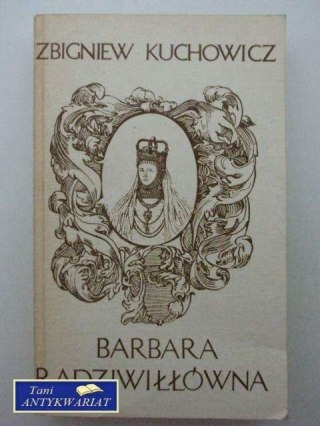 ZBIGNIEW KUCHOWICZ
BARBARA
RADZIWIŁŁÓWNA
Tani
ANTYKWARIAT